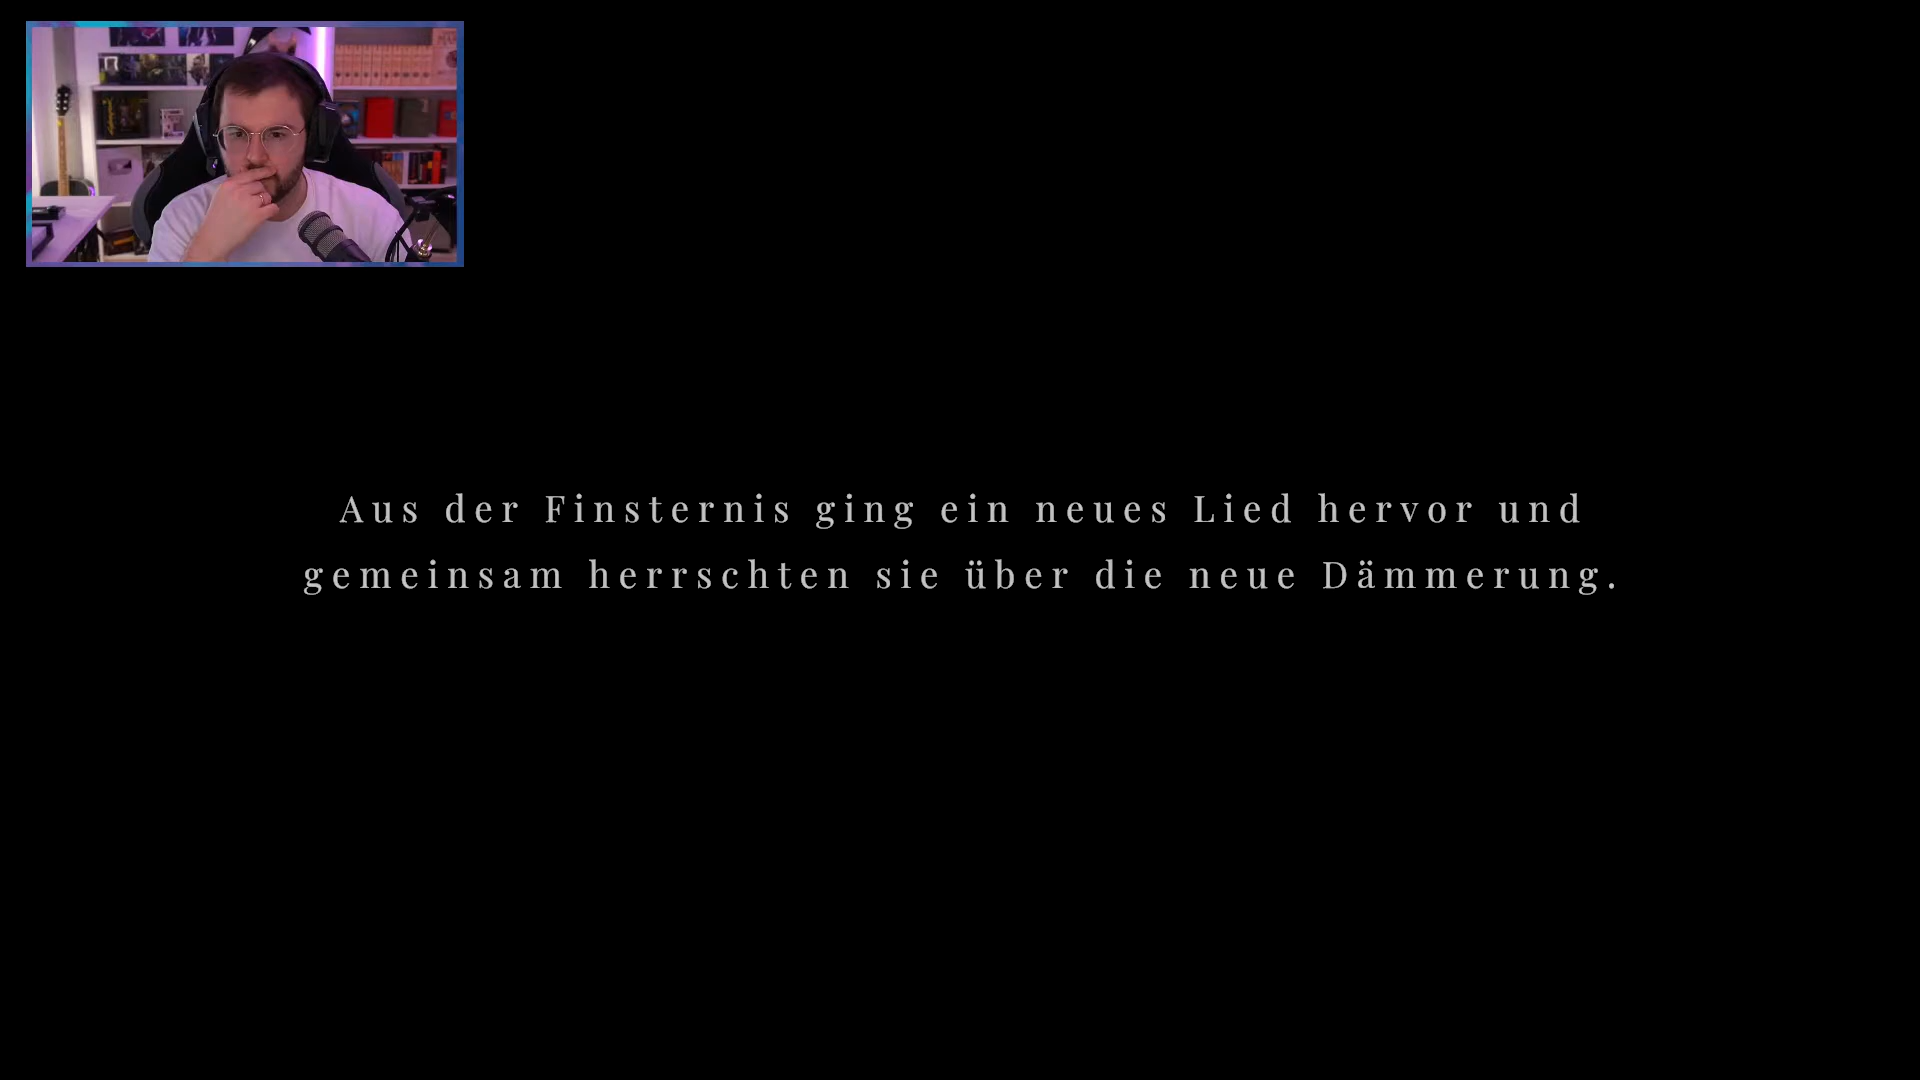 Aus der Finsternis ging ein neues Lied hervor und
gemeinsam herrschten sie über die neue Dämmerung.